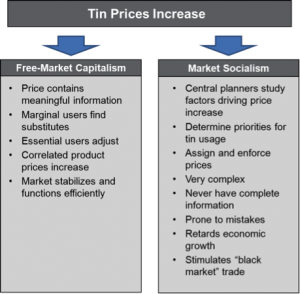 Tin Prices Increase
Free-Market Capitalism
• Price contains
meaningful information
• Marginal users find
substitutes
• Essential users adjust
• Correlated product
prices increase
• Market stabilizes and
functions efficiently
Market Socialism
• Central planners study
factors driving price
increase
• Determine priorities for
tin usage
• Assign and enforce
prices
• Very complex
• Never have complete
information
• Prone to mistakes
• Retards economic
growth
• Stimulates “black
market” trade